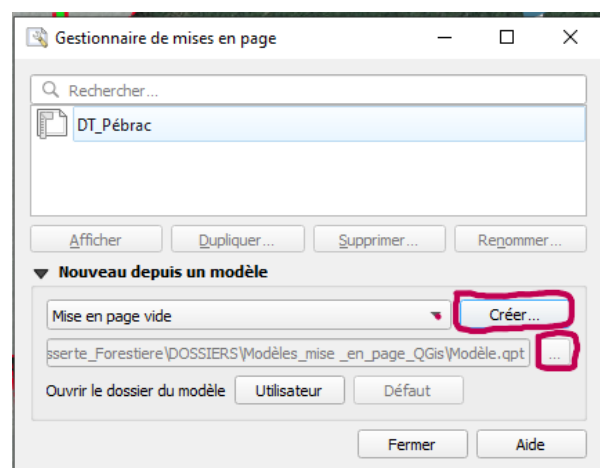 Gestionnaire de mises en page
Rechercher...
DT_Pébrac
Afficher Dupliquer... Supprimer... Renommer...
Nouveau depuis un modèle
Mise en page vide Créer...
sserte_Forestiere\DOSSIERS\Modèles_mise _en_page_QGis\Modèle.qpt ...
Ouvrir le dossier du modèle Utilisateur Défaut
Fermer Aide